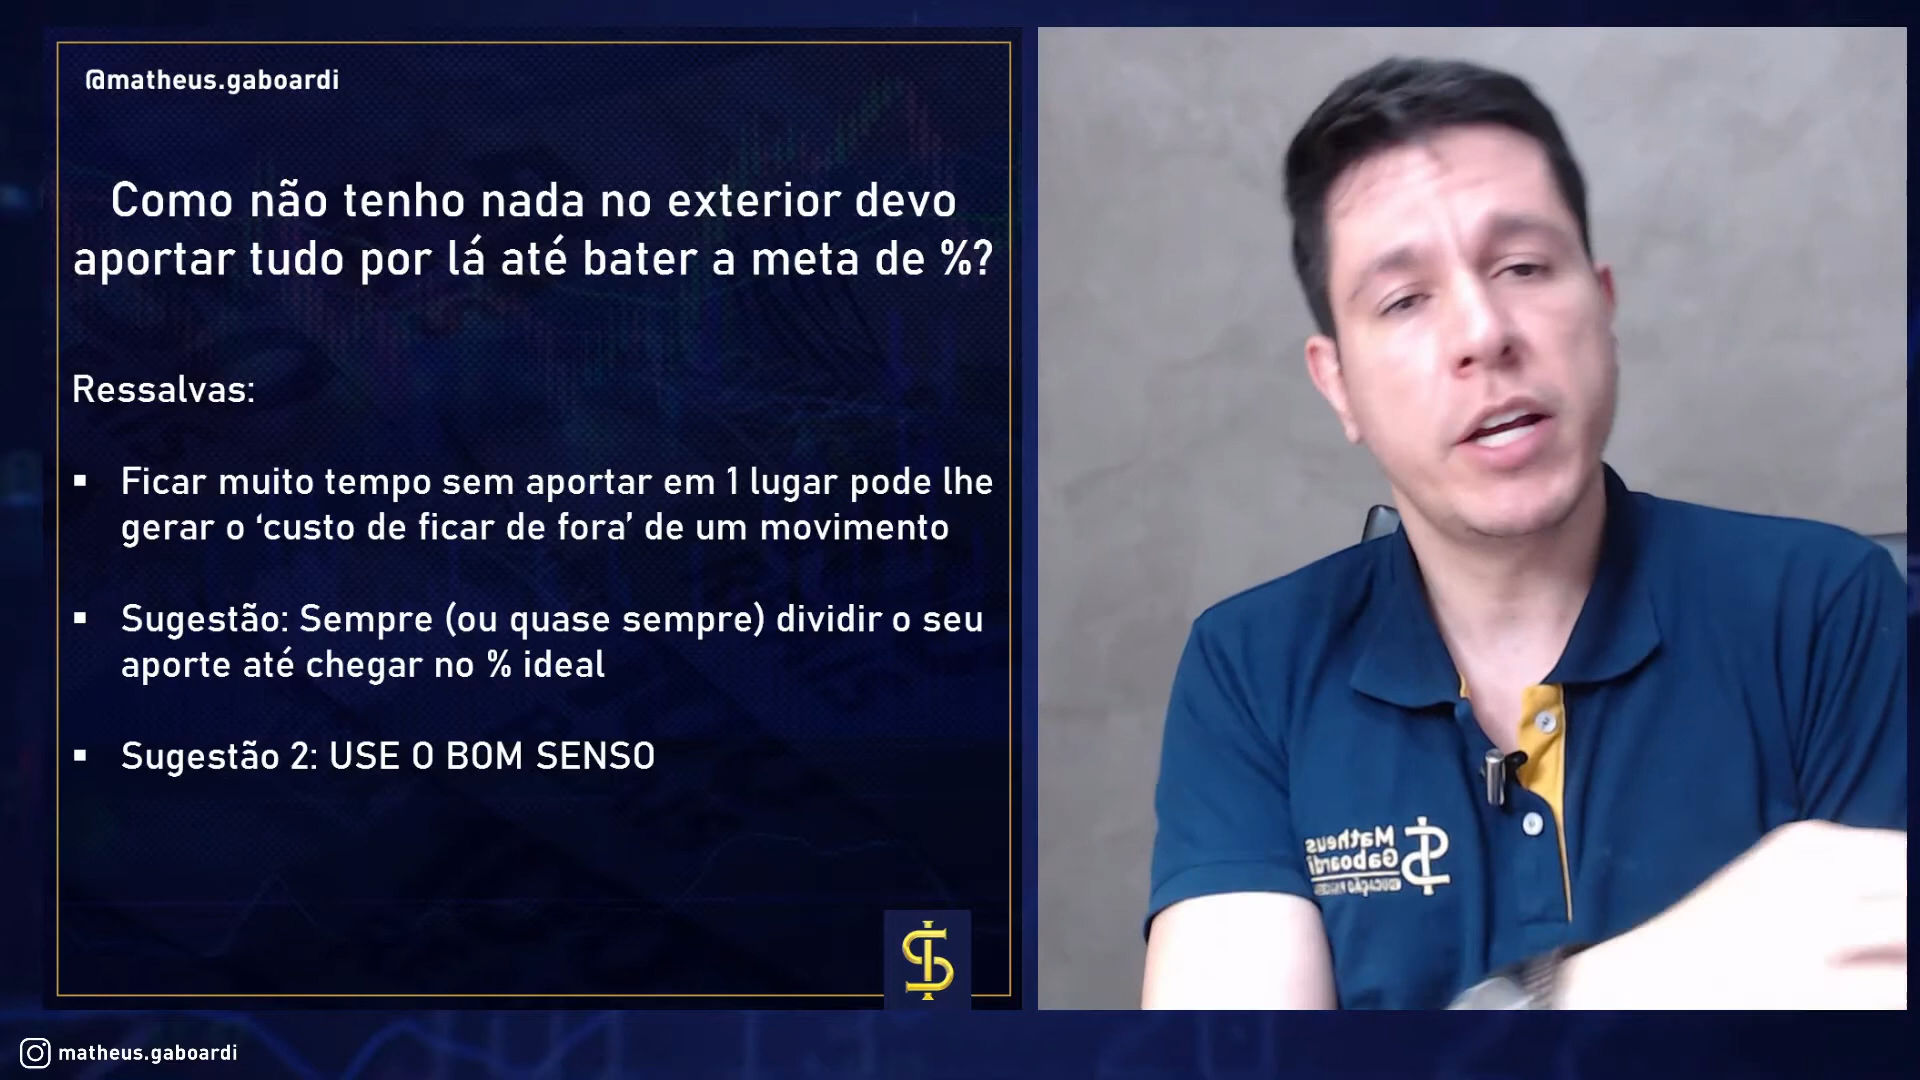 @matheus.gaboardi
Como não tenho nada no exterior devo
aportar tudo por lá até bater a meta de %?
Ressalvas:
▪ Ficar muito tempo sem aportar em 1 lugar pode lhe
gerar o ‘custo de ficar de fora’ de um movimento
▪ Sugestão: Sempre (ou quase sempre) dividir o seu
aporte até chegar no % ideal
▪ Sugestão 2: USE O BOM SENSO
Matheus
Gaboardi
matheus.gaboardi